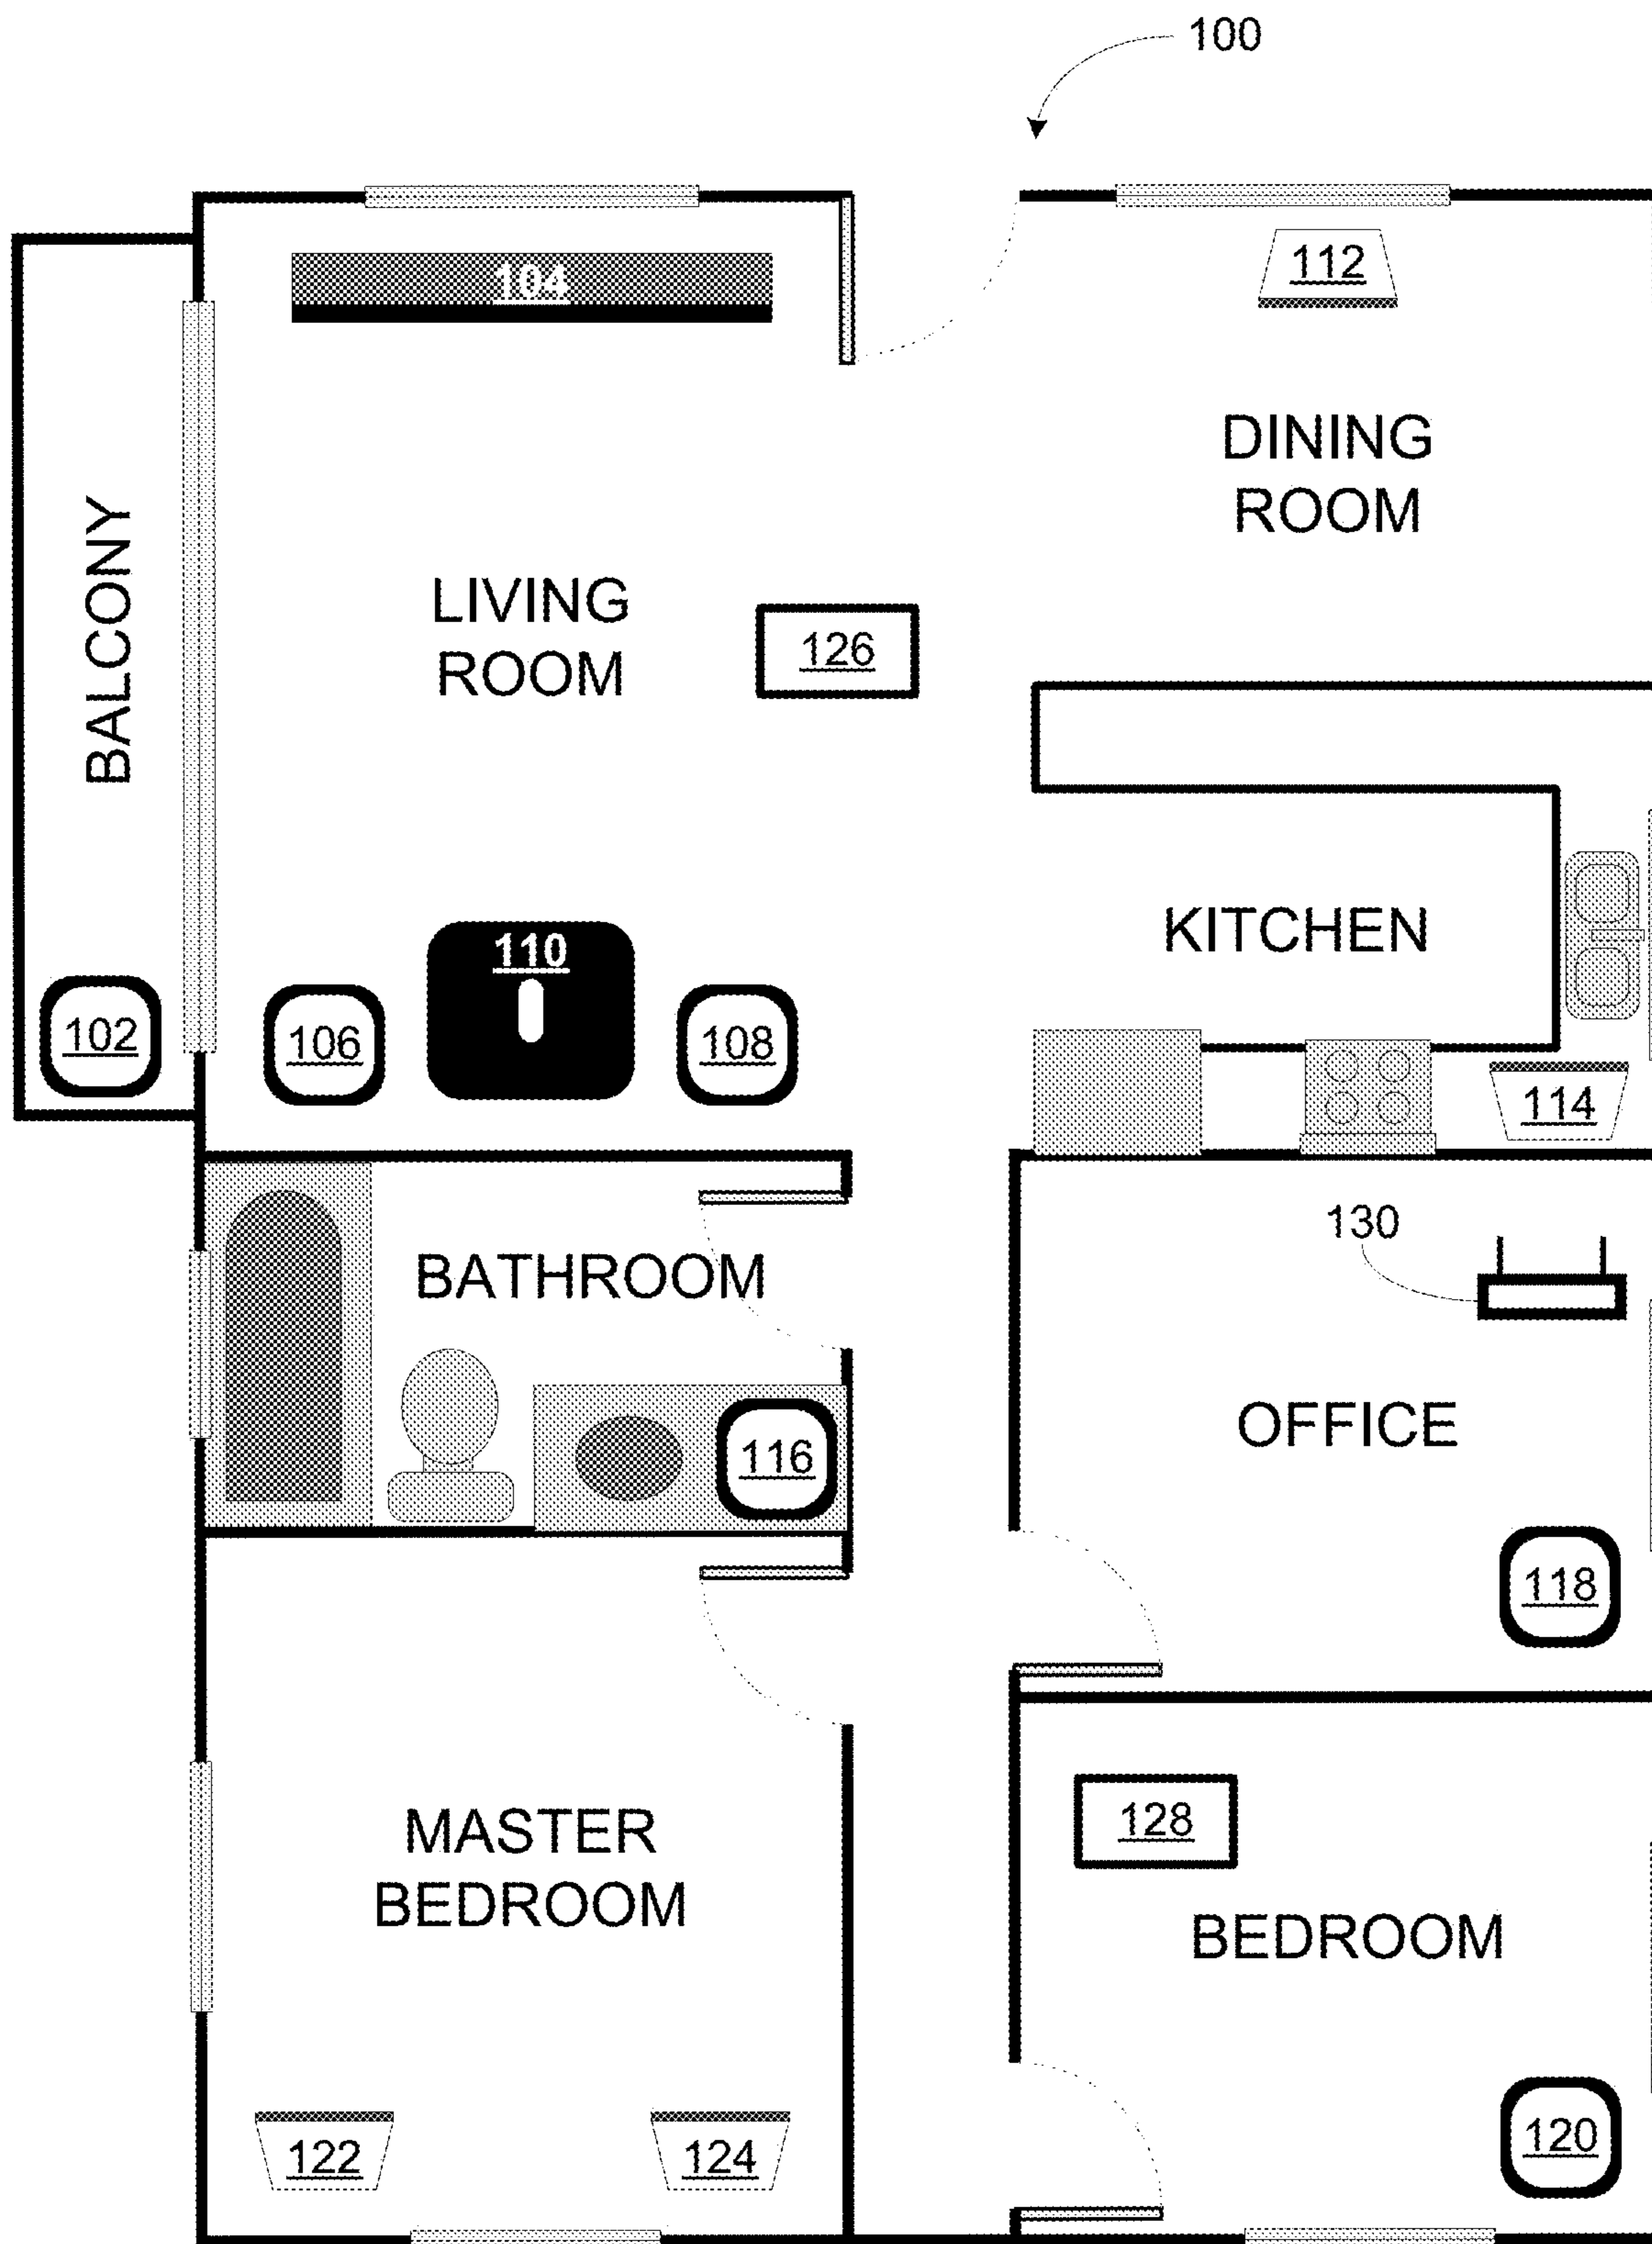 100
104
112
DINING
ROOM
BALCONY
LIVING
ROOM
126
KITCHEN
110
102
106
108
114
130
BATHROOM
OFFICE
116
118
MASTER
BEDROOM
128
BEDROOM
122
124
120